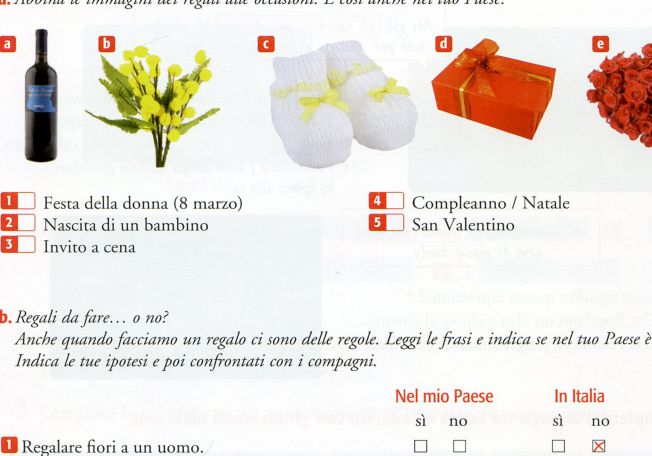 a. Abbina le immagini dei regali alle occasioni. È così anche nel tuo Paese?
a b c d e
1 Festa della donna (8 marzo)
2 Nascita di un bambino
3 Invito a cena
4 Compleanno / Natale
5 San Valentino
b. Regali da fare... o no?
Anche quando facciamo un regalo ci sono delle regole. Leggi le frasi e indica se nel tuo Paese è
Indica le tue ipotesi e poi confrontati con i compagni.
Nel mio Paese In Italia
sì no sì no
1 Regalare fiori a un uomo.